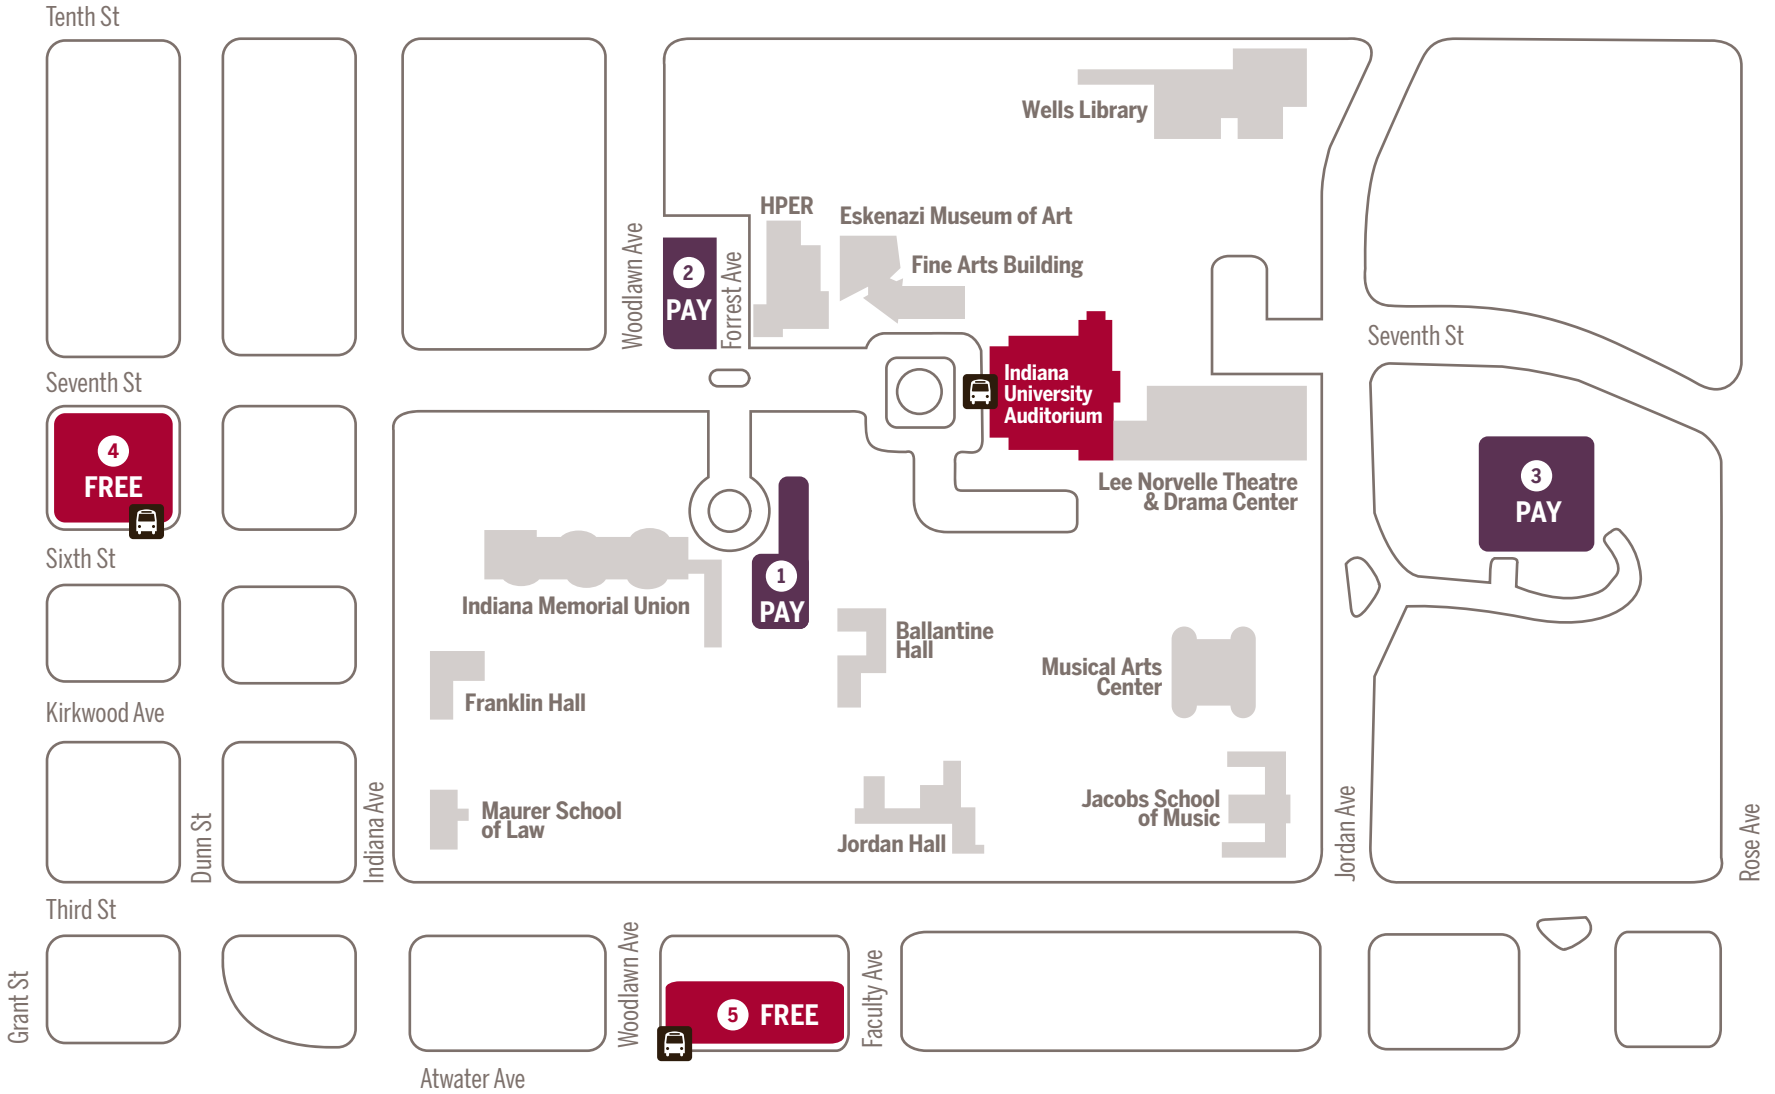 Tenth St
Wells Library
HPER
Eskenazi Museum of Art
Fine Arts Building
Woodlawn Ave
2
PAY
Forrest Ave
Seventh St
Seventh St
Indiana
University
Auditorium
4
FREE
3
PAY
Lee Norvelle Theatre
& Drama Center
Sixth St
1
PAY
Indiana Memorial Union
Ballantine
Hall
Musical Arts
Center
Franklin Hall
Kirkwood Ave
Maurer School
of Law
Jacobs School
of Music
Jordan Hall
Dunn St
Indiana Ave
Jordan Ave
Rose Ave
Third St
Grant St
Woodlawn Ave
5 FREE
Faculty Ave
Atwater Ave